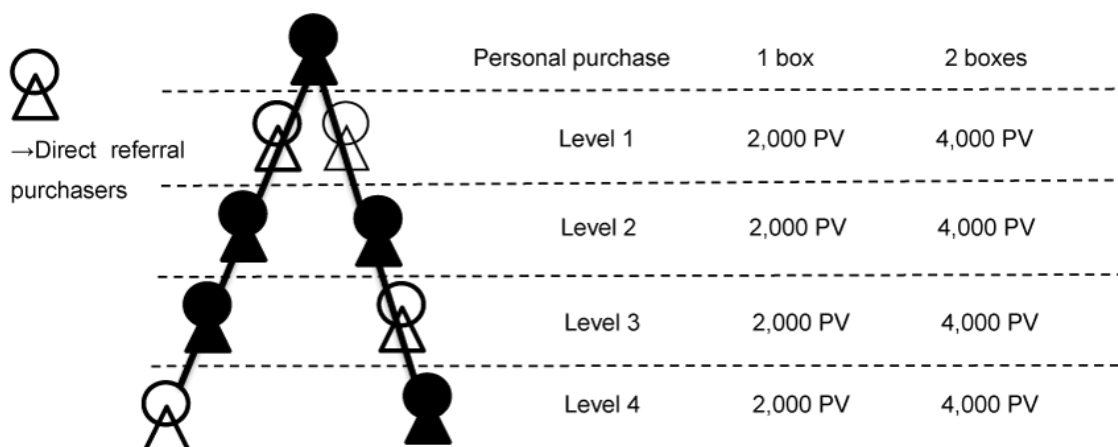 Personal purchase 1 box 2 boxes
→Direct referral
purchasers
Level 1 2,000 PV 4,000 PV
Level 2 2,000 PV 4,000 PV
Level 3 2,000 PV 4,000 PV
Level 4 2,000 PV 4,000 PV